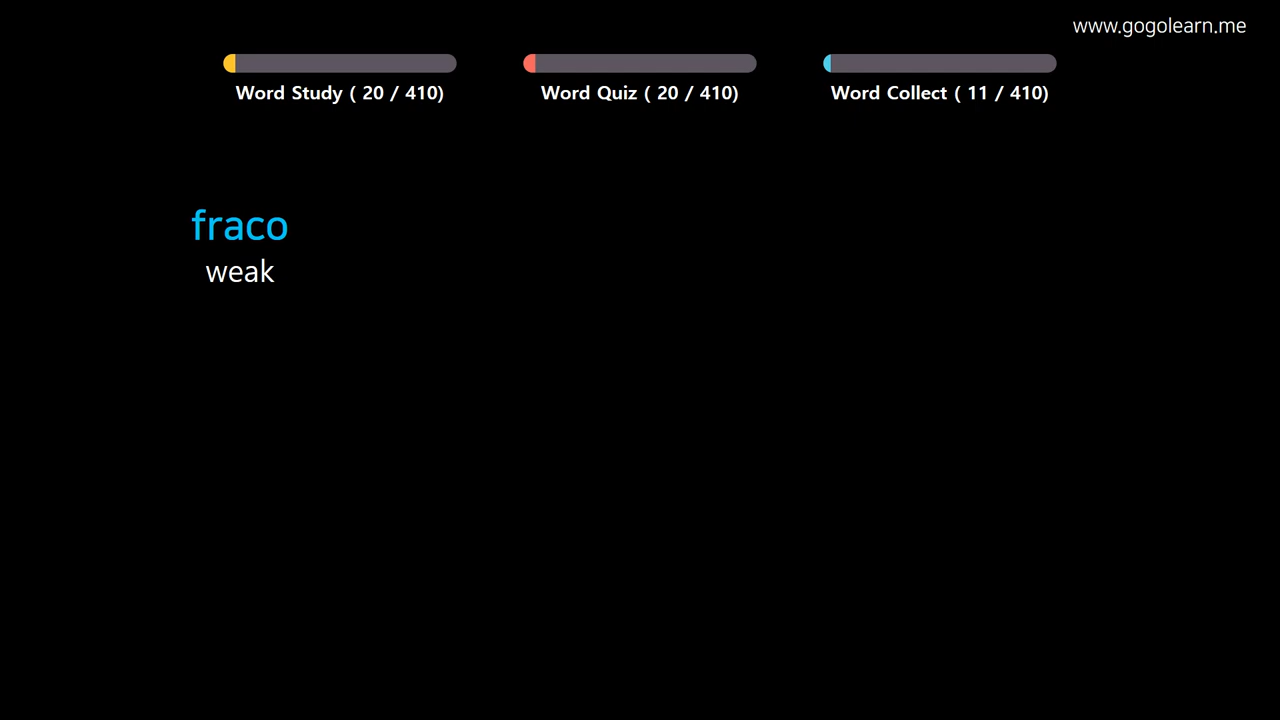 www.gogolearn.me
Word Study ( 20 / 410)
Word Quiz ( 20 / 410)
Word Collect ( 11 / 410)
fraco
weak